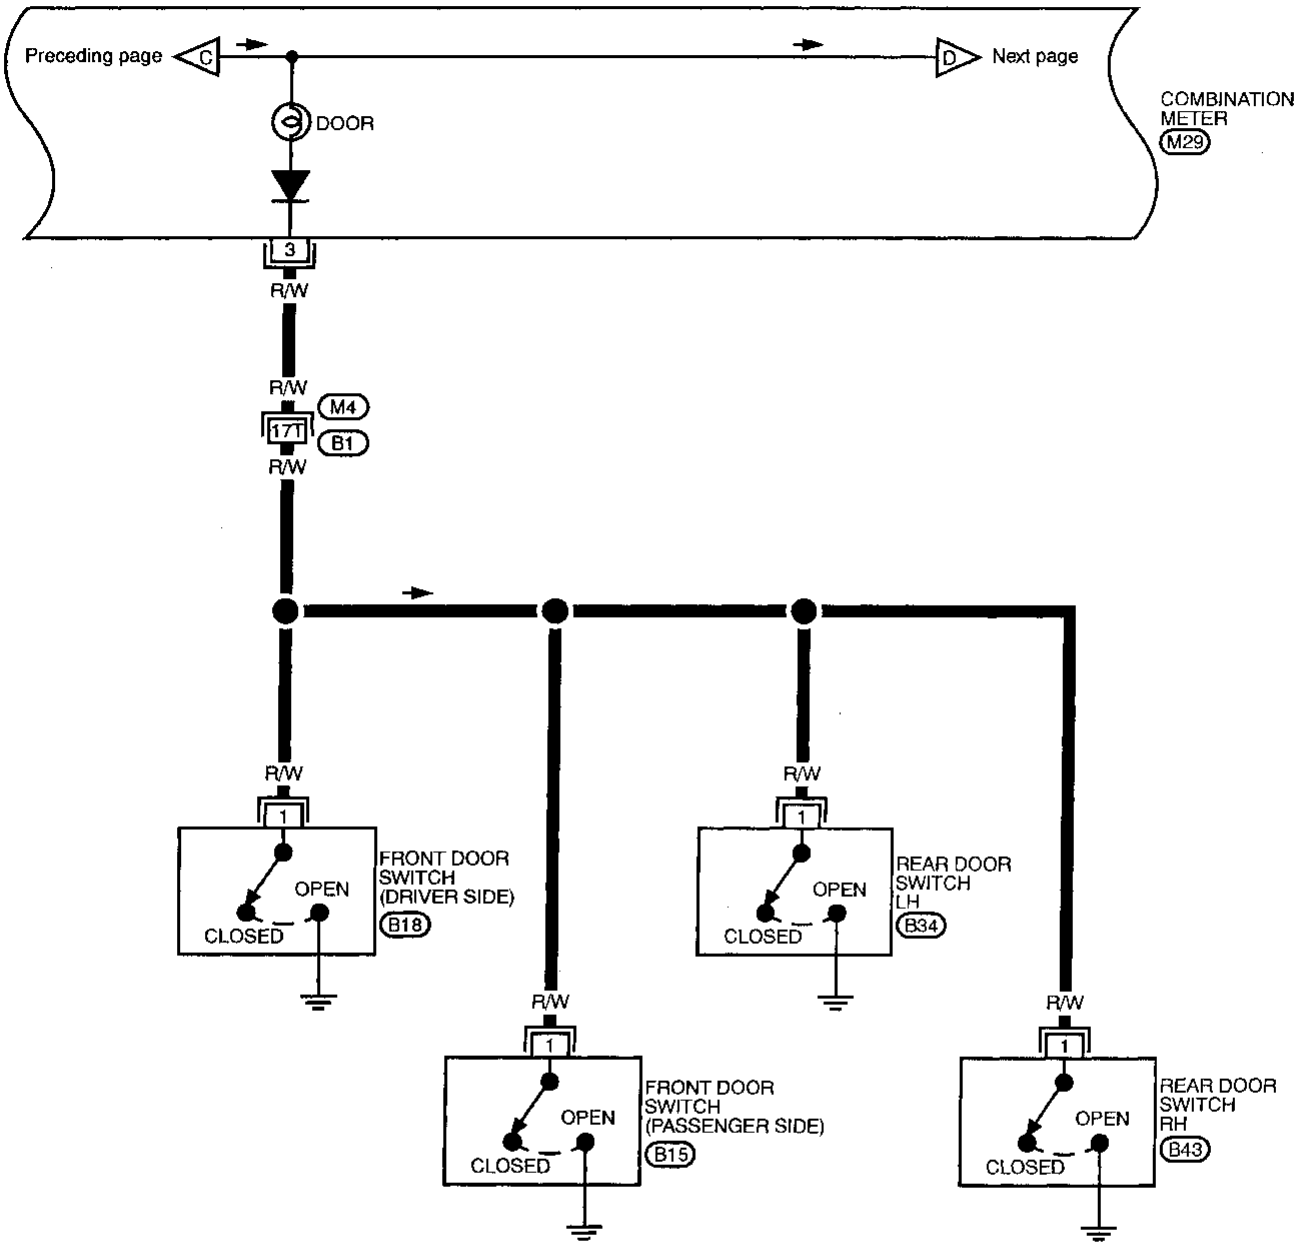 Preceding page
C
D
Next page
DOOR
COMBINATION
METER
M29
3
R/W
R/W
M4
17T
B1
R/W
R/W
1
FRONT DOOR
SWITCH
(DRIVER SIDE)
B18
OPEN
CLOSED
R/W
1
REAR DOOR
SWITCH
LH
B34
OPEN
CLOSED
R/W
1
FRONT DOOR
SWITCH
(PASSENGER SIDE)
B15
OPEN
CLOSED
R/W
1
REAR DOOR
SWITCH
RH
B43
OPEN
CLOSED